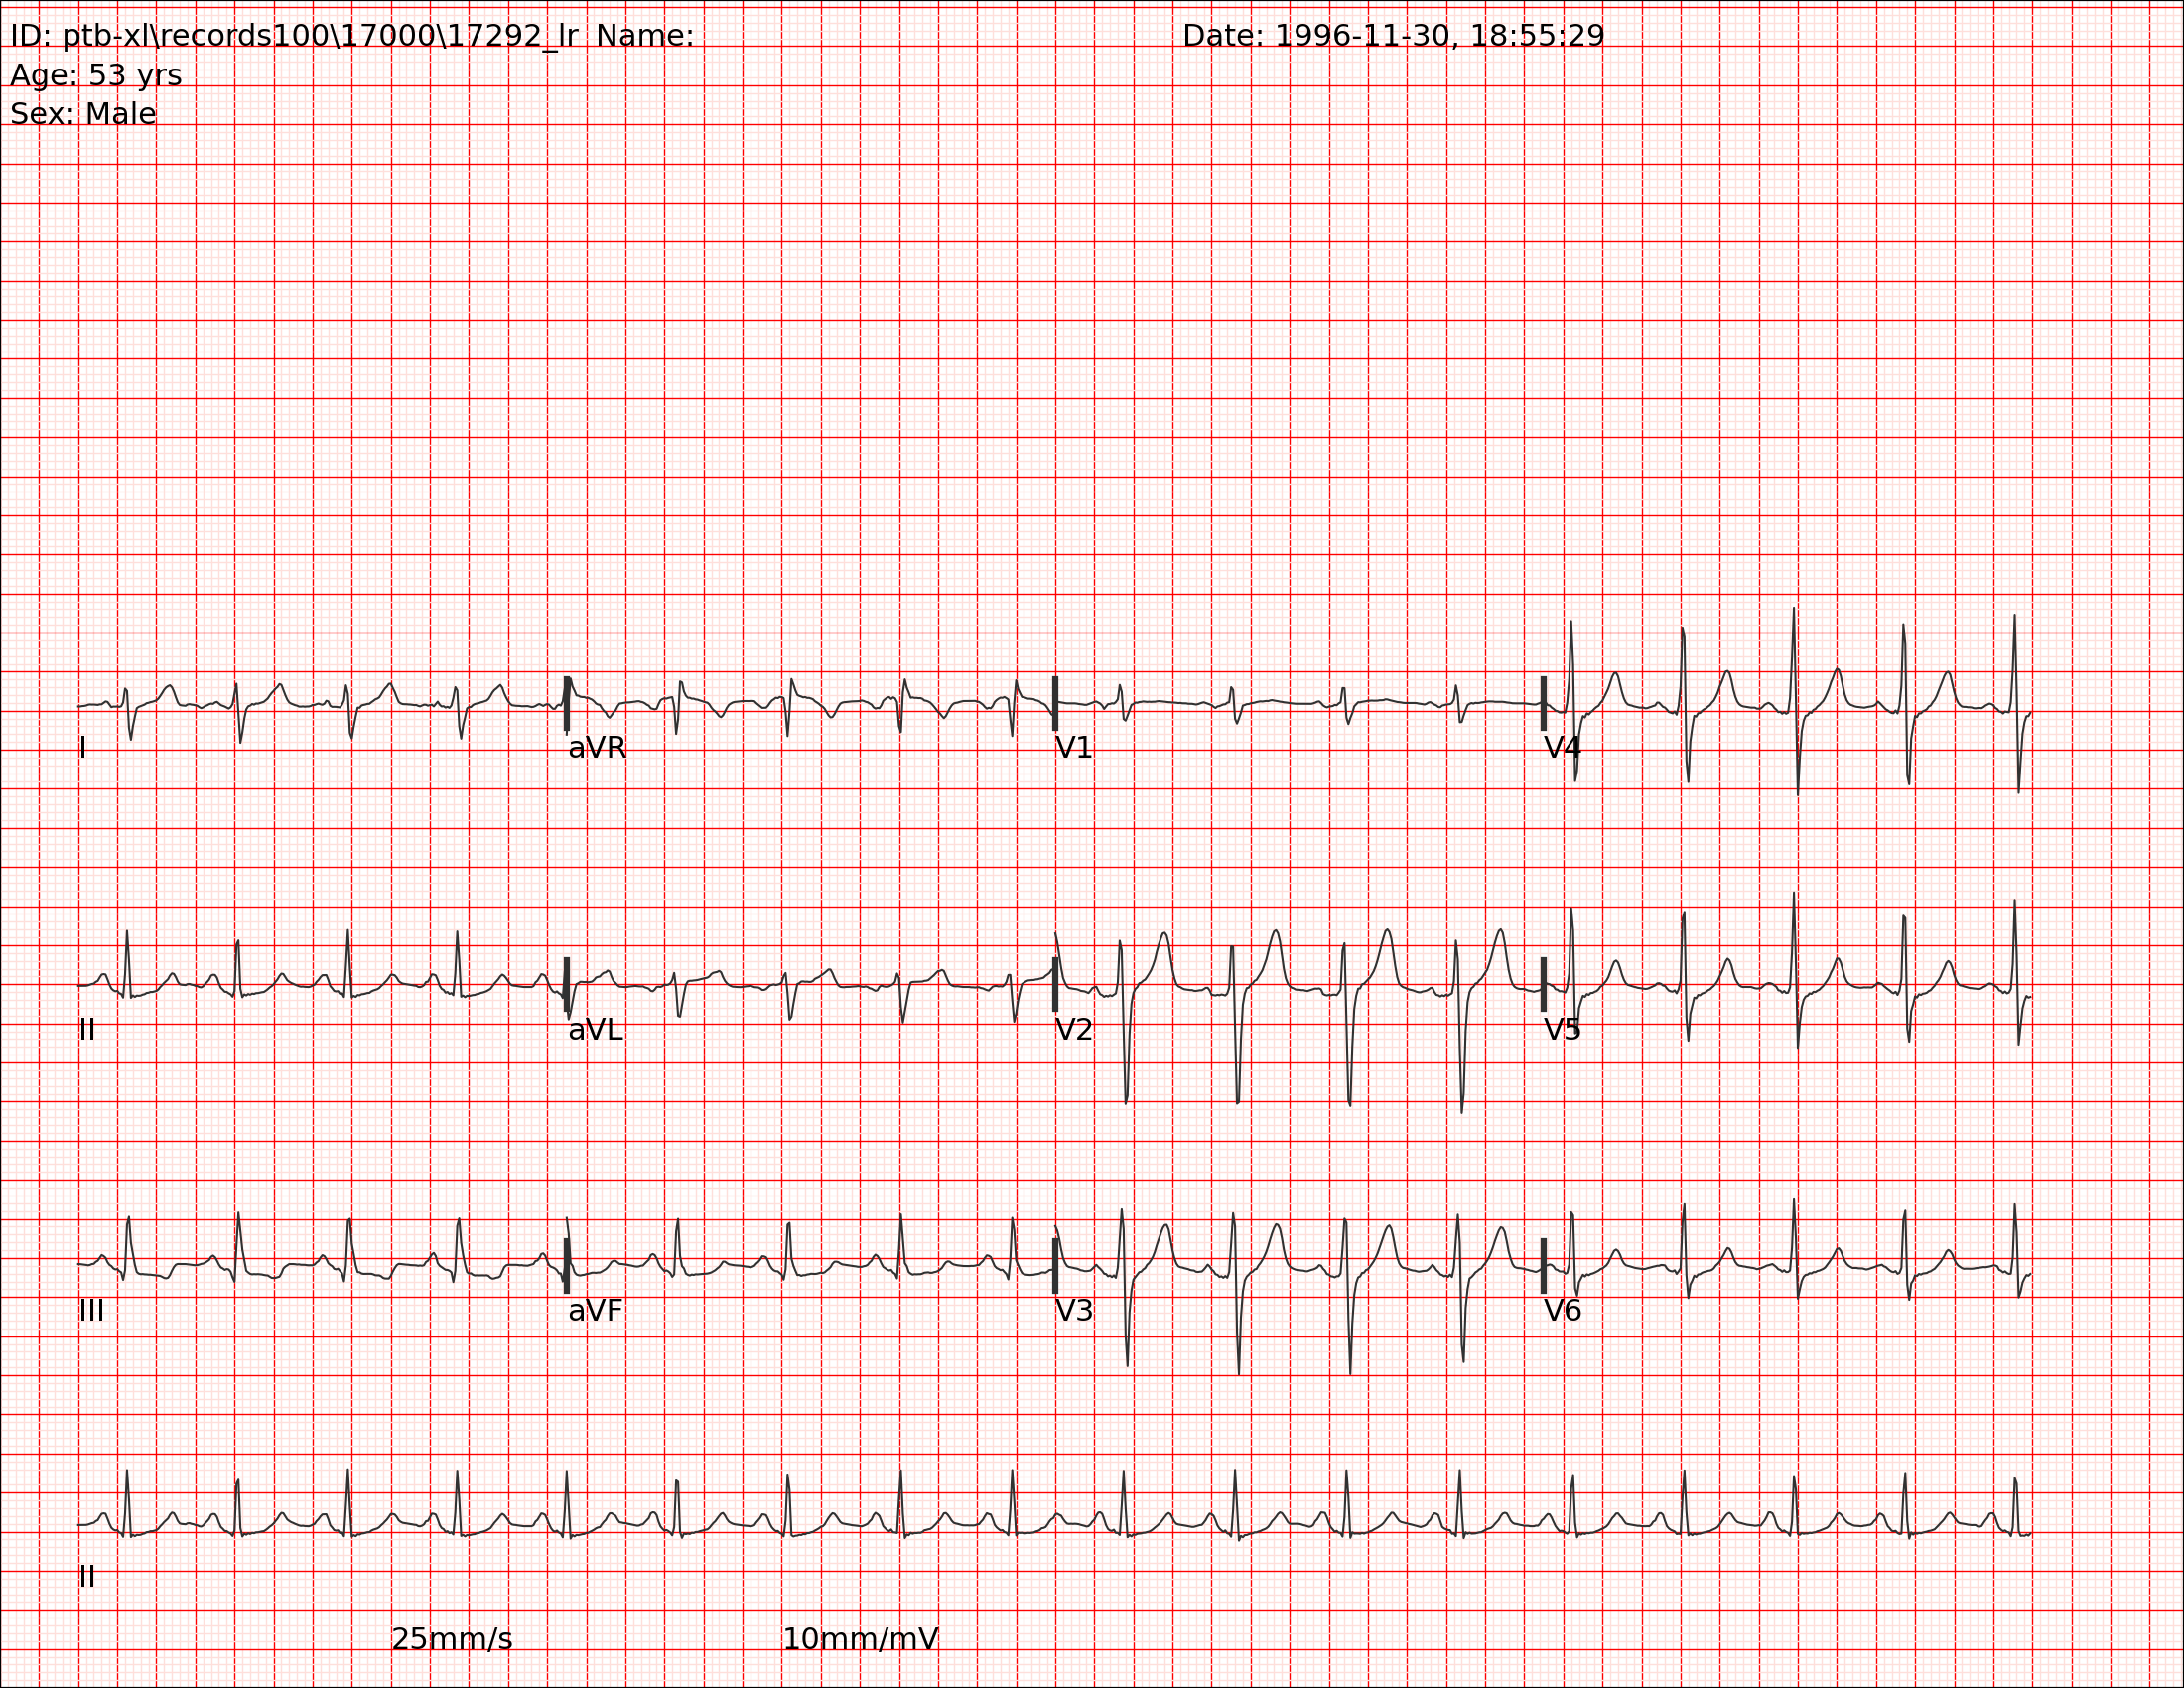 ID: ptb-xl\records100\17000\17292_lr  Name:
Date: 1996-11-30, 18:55:29
Age: 53 yrs
Sex: Male
I
aVR
V1
V4
II
aVL
V2
V5
III
aVF
V3
V6
II
25mm/s
10mm/mV